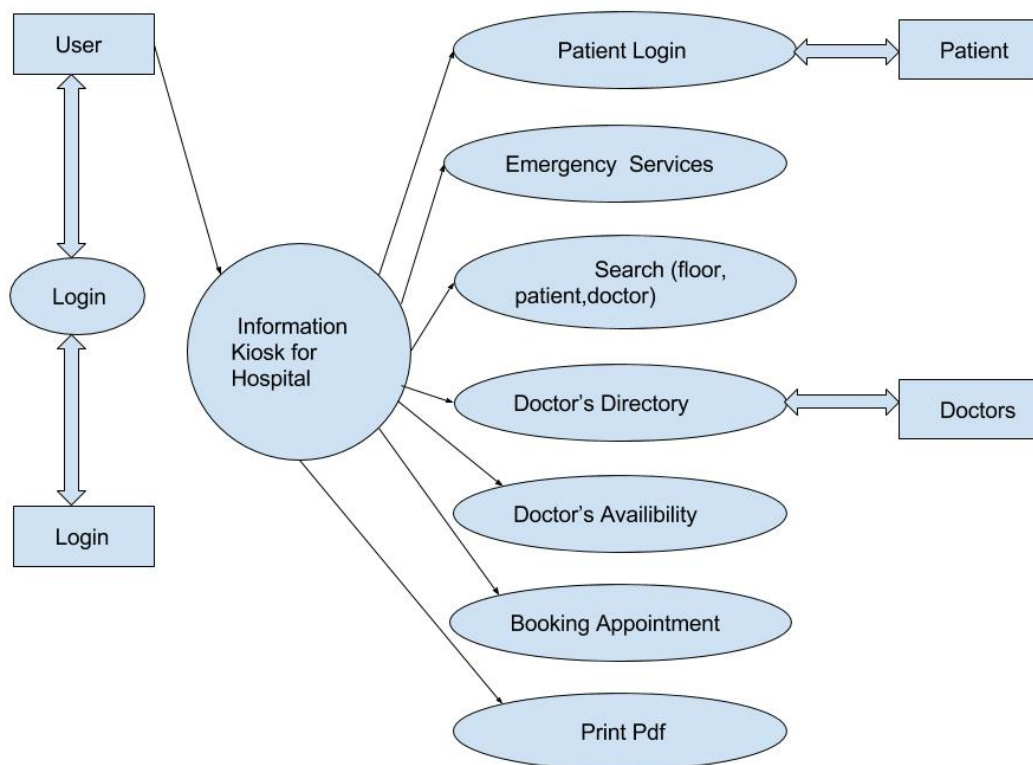 User
Patient Login
Patient
Emergency Services
Search (floor,
patient,doctor)
Login
Information
Kiosk for
Hospital
Doctor's Directory
Doctors
Doctor's Availibility
Login
Booking Appointment
Print Pdf